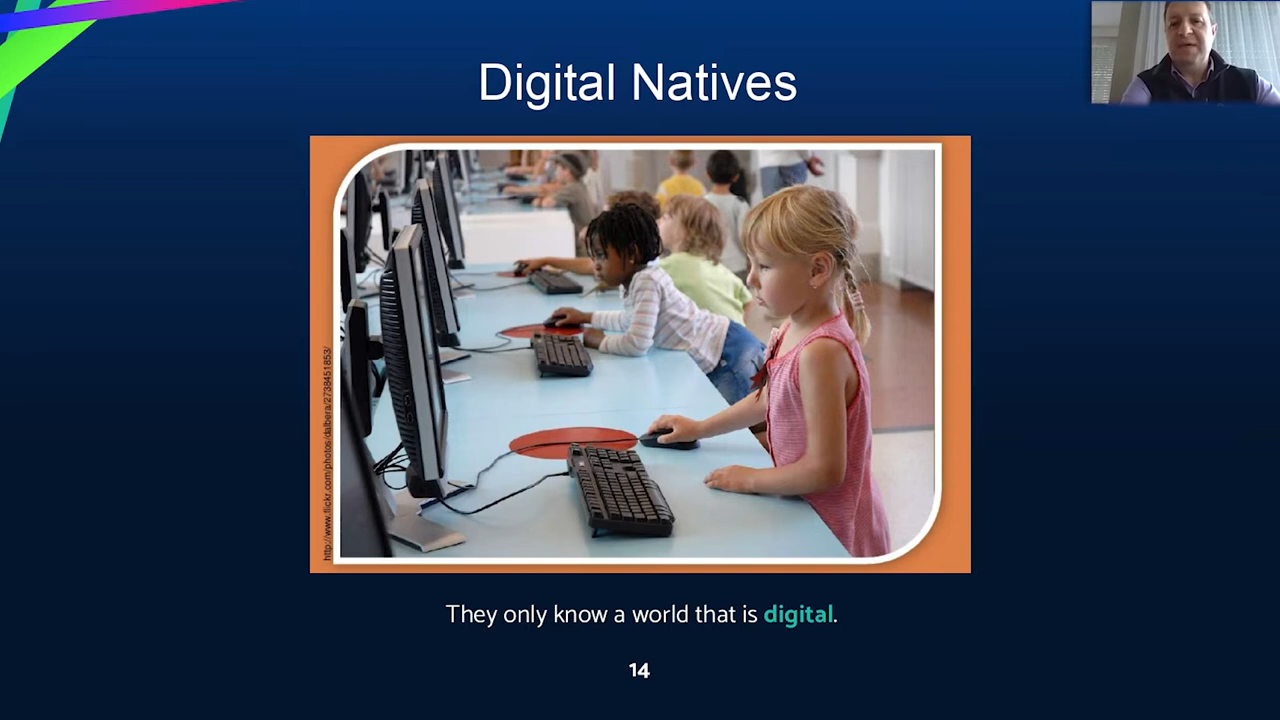 Digital Natives
http://www.flickr.com/photos/dalbera/2738451853/
They only know a world that is digital.
14